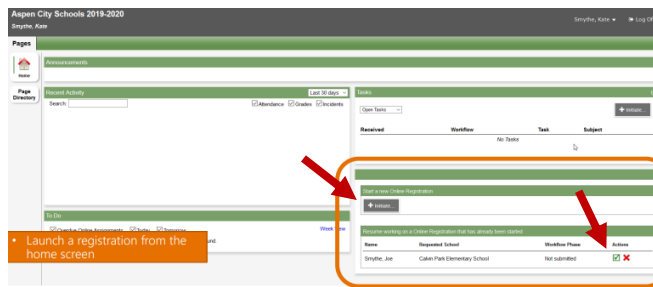 Aspen City Schools 2019-2020
Smythe, Kate
Smythe, Kate
Log Of
Pages
Home
Page Directory
Announcements
Recent Activity
Last 30 days
Search:
Attendance Grades Incidents
Tasks
Open Tasks
Initiate...
Received Workflow Task Subject
No Tasks
Start a new Online Registration
Initiate...
To Do
Overdue Online Assignments Today Tomorrow
Week View
Launch a registration from the
home screen
Resume working on a Online Registration that has already been started
Name Requested School Workflow Phase Actions
Smythe, Joe Calvin Park Elementary School Not submitted